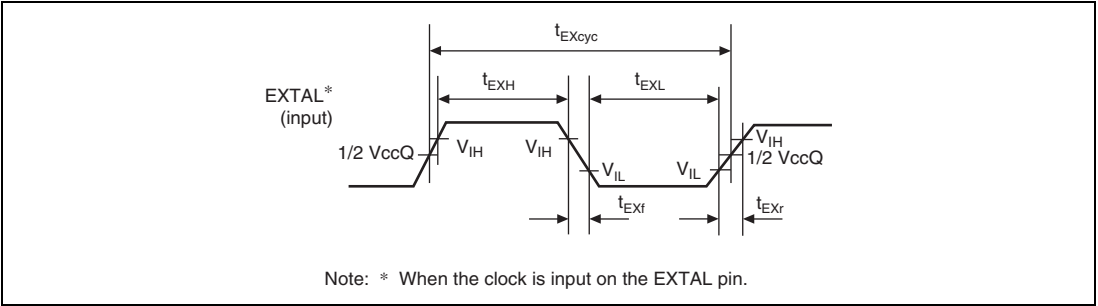 tEXcyc
tEXH
tEXL
EXTAL*
(input)
1/2 VccQ
VIH
VIH
VIL
VIL
VIH
1/2 VccQ
tEXf
tEXr
Note: * When the clock is input on the EXTAL pin.